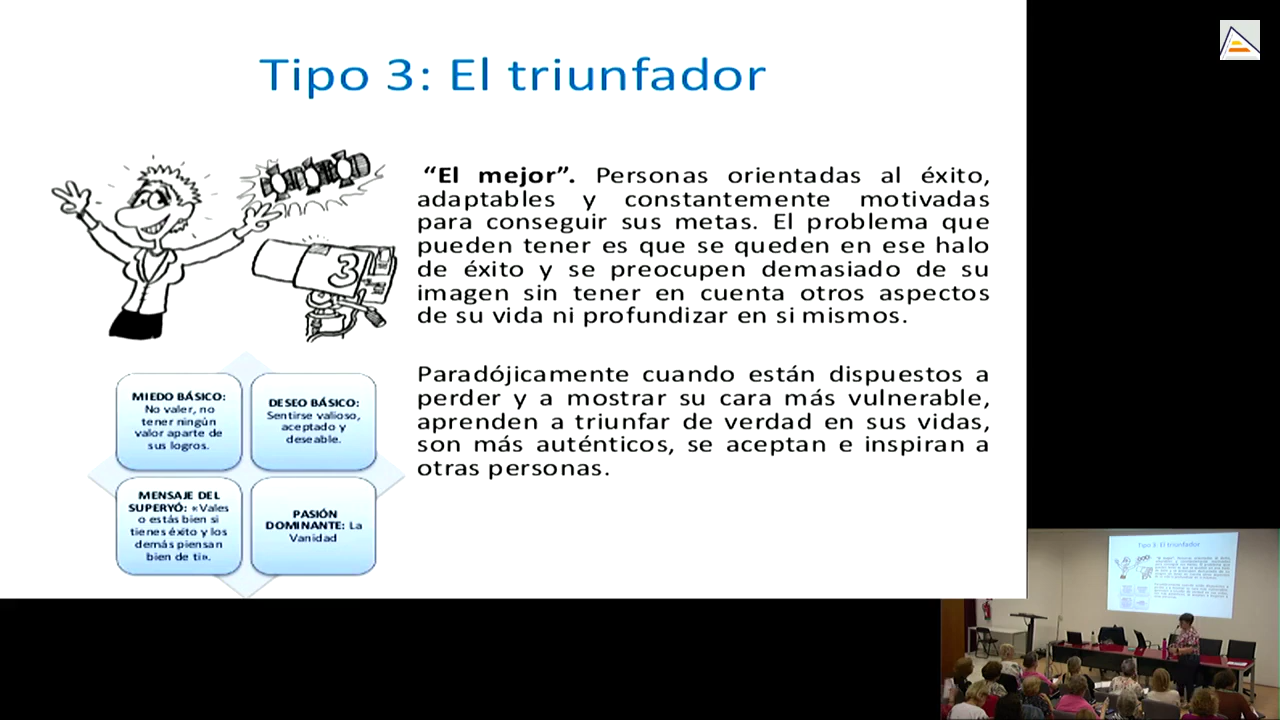 Tipo 3: El triunfador
3
“El mejor”. Personas orientadas al éxito,
adaptables y constantemente motivadas
para conseguir sus metas. El problema que
pueden tener es que se queden en ese halo
de éxito y se preocupen demasiado de su
imagen sin tener en cuenta otros aspectos
de su vida ni profundizar en si mismos.
Paradójicamente cuando están dispuestos a
perder y a mostrar su cara más vulnerable,
aprenden a triunfar de verdad en sus vidas,
son más auténticos, se aceptan e inspiran a
otras personas.
MIEDO BÁSICO:
No valer, no
tener ningún
valor aparte de
sus logros.
DESEO BÁSICO:
Sentirse valioso,
aceptado y
deseable.
MENSAJE DEL
SUPERYÓ: «Vales
o estás bien si
tienes éxito y los
demás piensan
bien de ti».
PASIÓN
DOMINANTE: La
Vanidad
Tipo 3: El triunfador